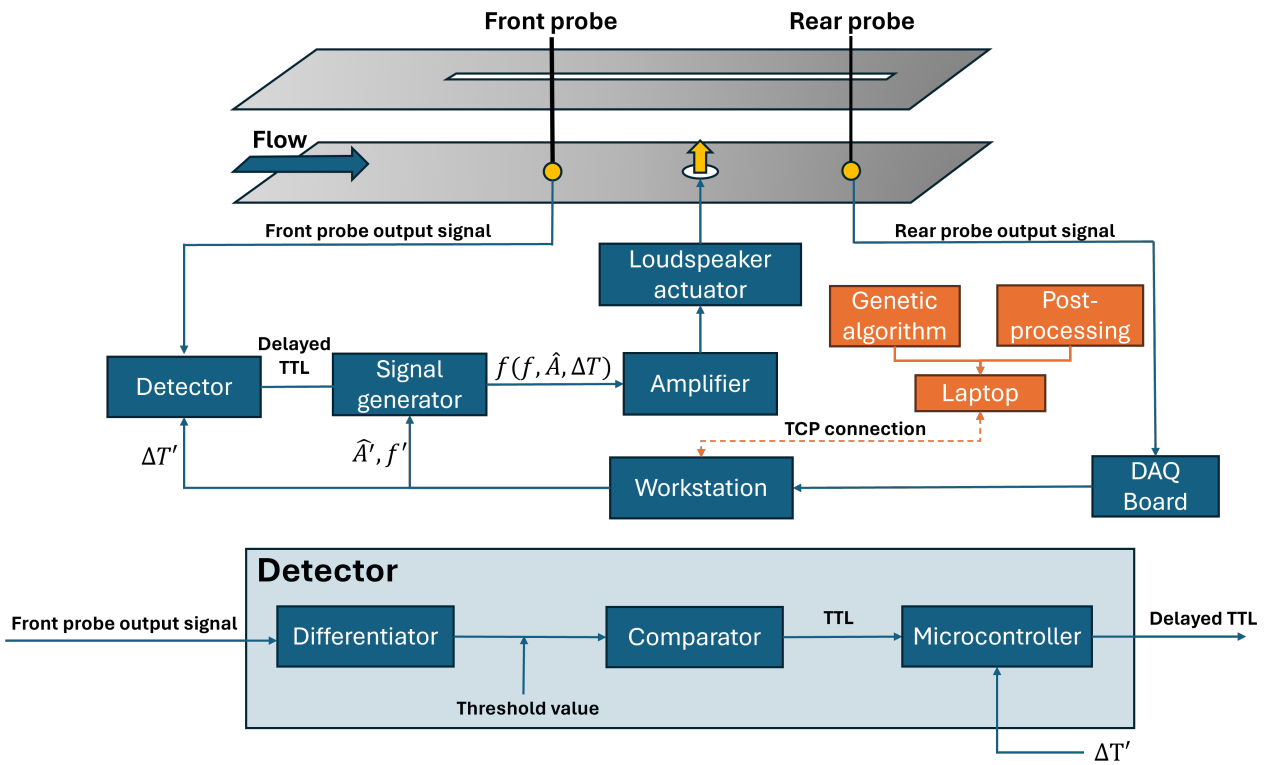 Front probe
Rear probe
Flow
Front probe output signal
Rear probe output signal
Loudspeaker
actuator
Genetic
algorithm
Post-
processing
Delayed
TTL
Detector
Signal
generator
f(f, Â, ΔT)
Amplifier
Laptop
TCP connection
ΔT′
Â′, f′
Workstation
DAQ
Board
Detector
Front probe output signal
Differentiator
Comparator
TTL
Microcontroller
Delayed TTL
Threshold value
ΔT′